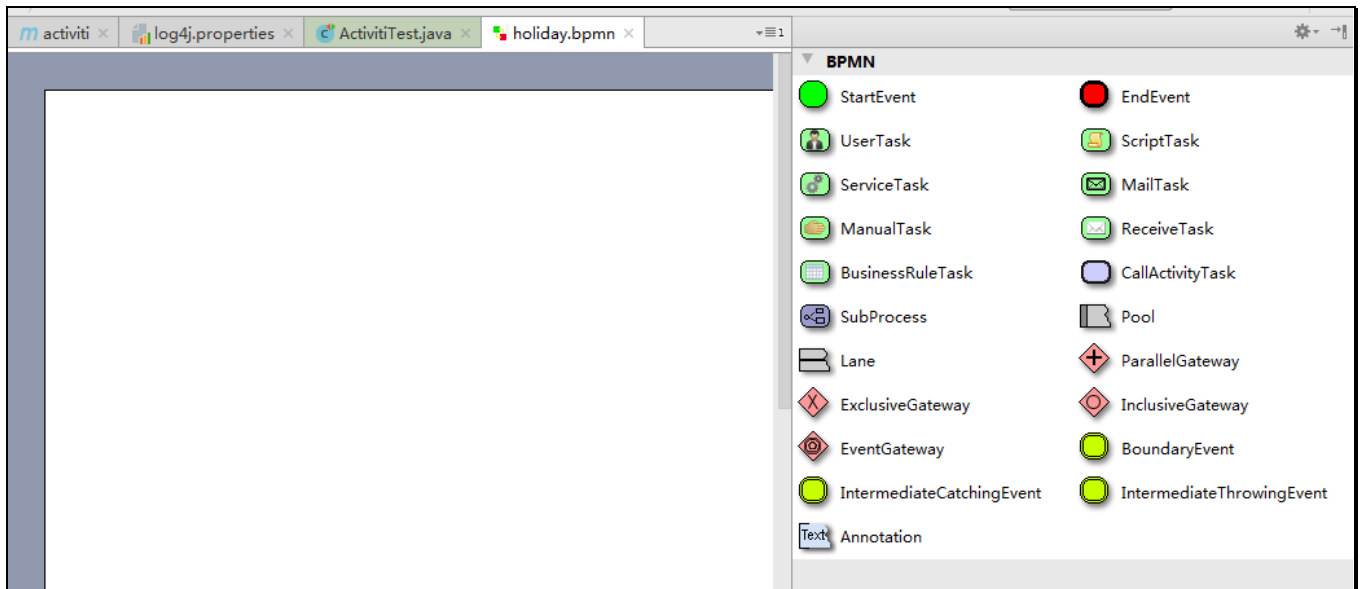 m activiti log4j.properties ActivitiTest.java holiday.bpmn 1
BPMN
StartEvent EndEvent
UserTask ScriptTask
ServiceTask MailTask
ManualTask ReceiveTask
BusinessRuleTask CallActivityTask
SubProcess Pool
Lane ParallelGateway
ExclusiveGateway InclusiveGateway
EventGateway BoundaryEvent
IntermediateCatchingEvent IntermediateThrowingEvent
Text Annotation